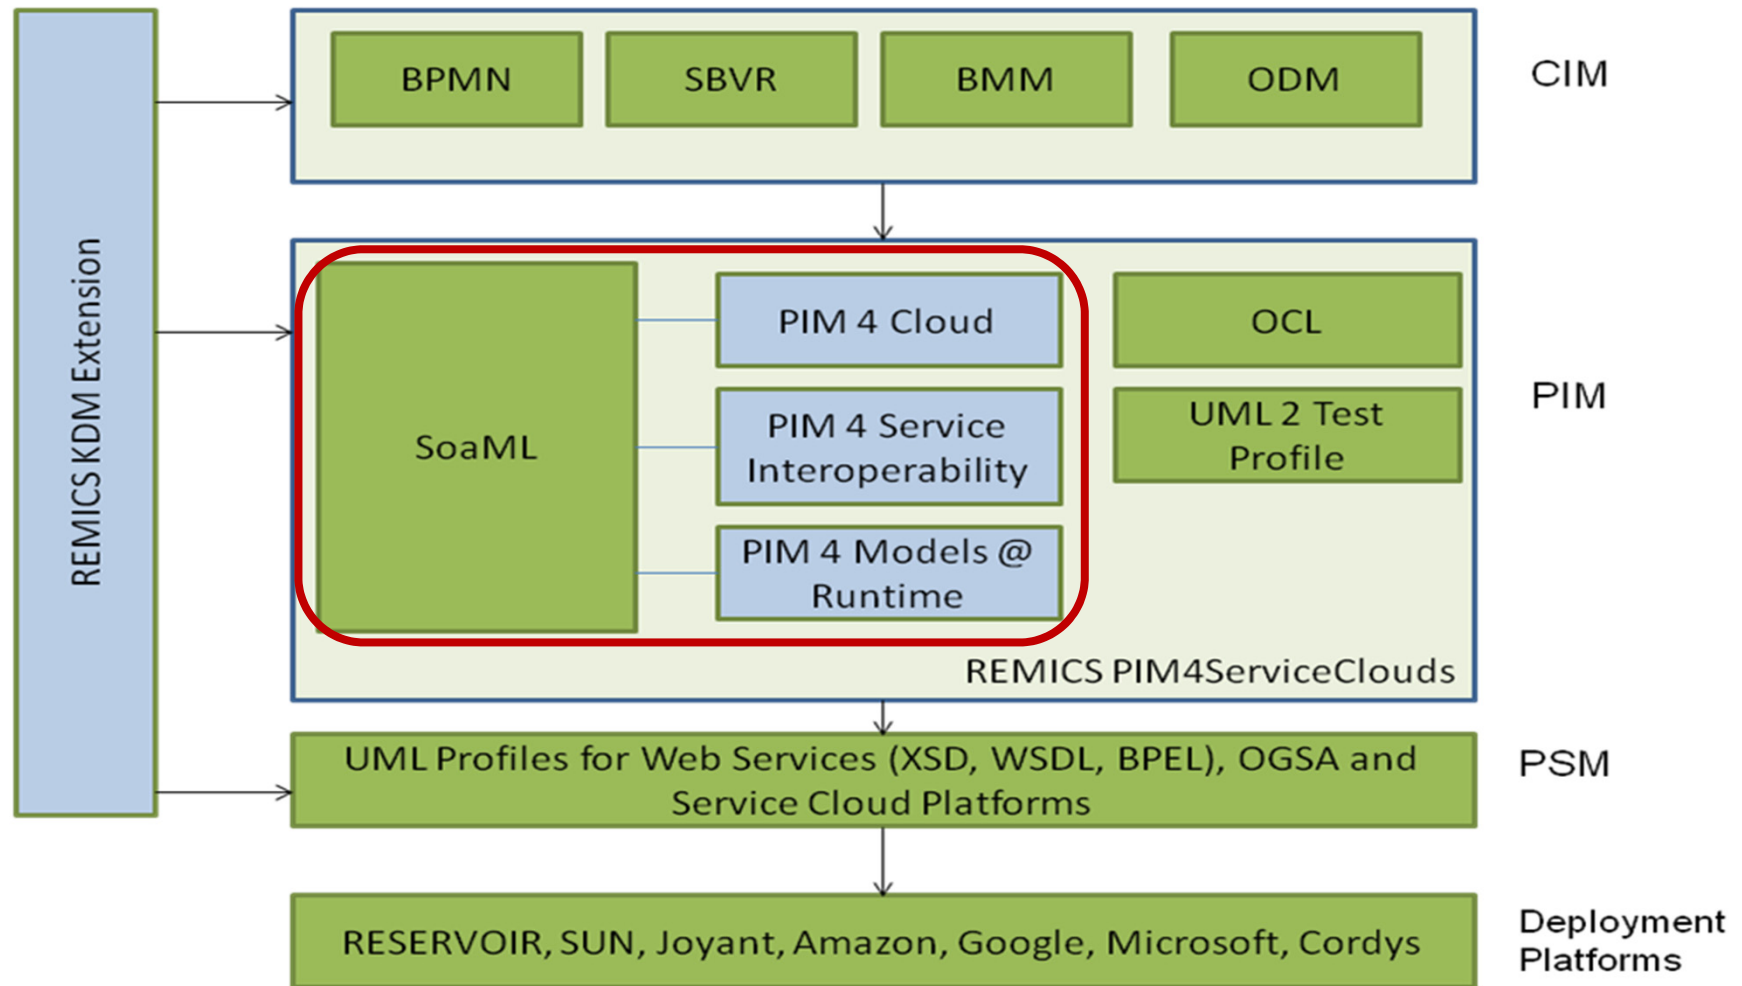 REMICS KDM Extension
BPMN
SBVR
BMM
ODM
CIM
SoaML
PIM 4 Cloud
PIM 4 Service
Interoperability
PIM 4 Models @
Runtime
OCL
UML 2 Test
Profile
PIM
REMICS PIM4ServiceClouds
UML Profiles for Web Services (XSD, WSDL, BPEL), OGSA and
Service Cloud Platforms
PSM
RESERVOIR, SUN, Joyant, Amazon, Google, Microsoft, Cordys
Deployment
Platforms